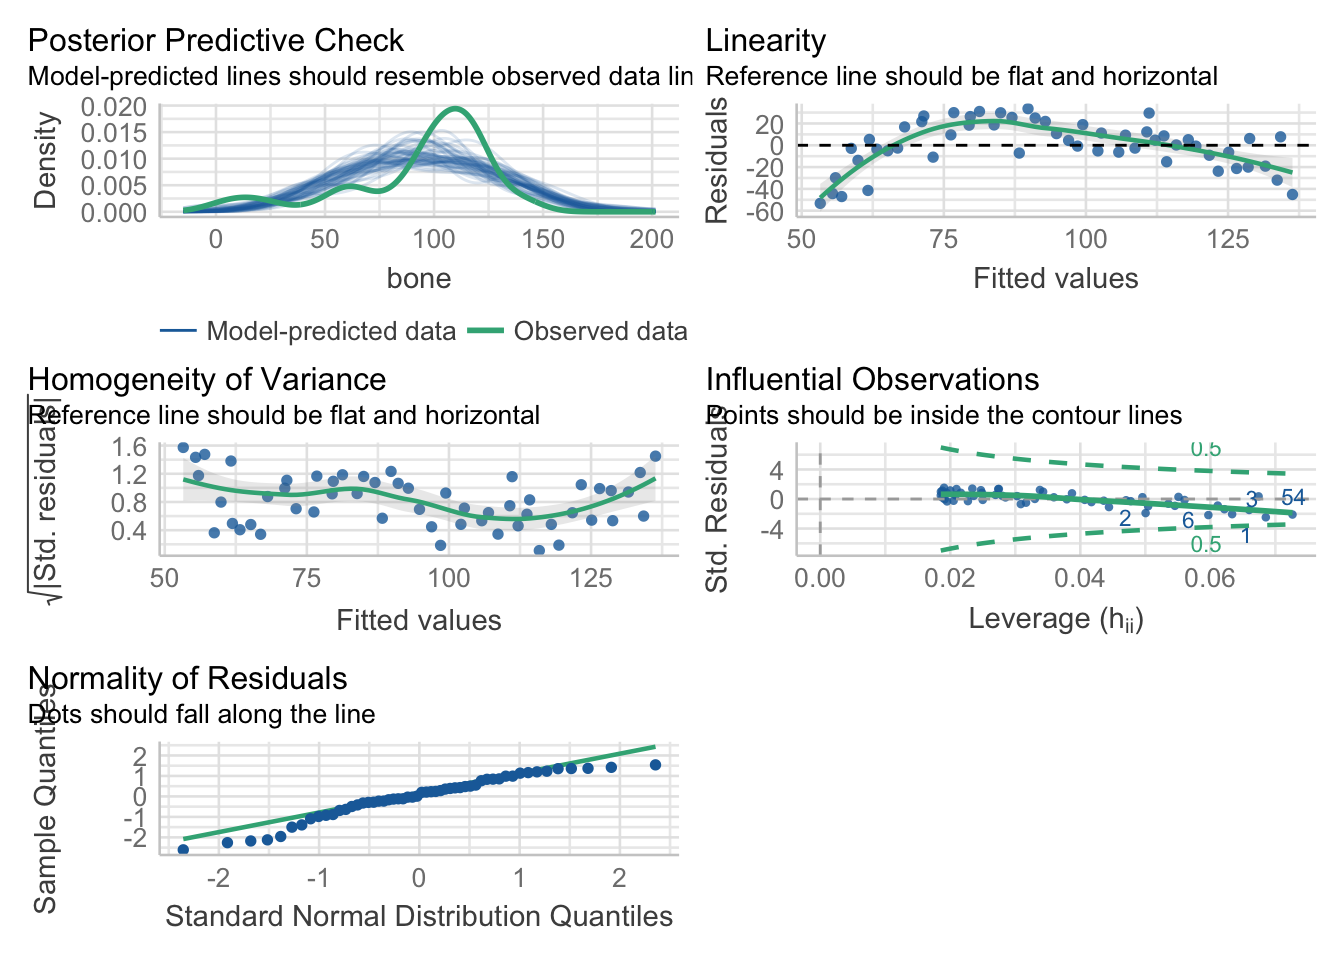 Posterior Predictive Check
Model-predicted lines should resemble observed data lin
Density
0.020
0.015
0.010
0.005
0.000
0 50 100 150 200
bone
Model-predicted data Observed data
Linearity
Reference line should be flat and horizontal
Residuals
20
0
-20
-40
-60
50 75 100 125
Fitted values
Homogeneity of Variance
Reference line should be flat and horizontal
√|Std. residuals|
1.6
1.2
0.8
0.4
50 75 100 125
Fitted values
Influential Observations
Points should be inside the contour lines
Std. Residuals
4
0
-4
0.5
3 54
2 6
1
0.5
0.00 0.02 0.04 0.06
Leverage (hii)
Normality of Residuals
Dots should fall along the line
Sample Quantiles
2
1
0
-1
-2
-2 -1 0 1 2
Standard Normal Distribution Quantiles